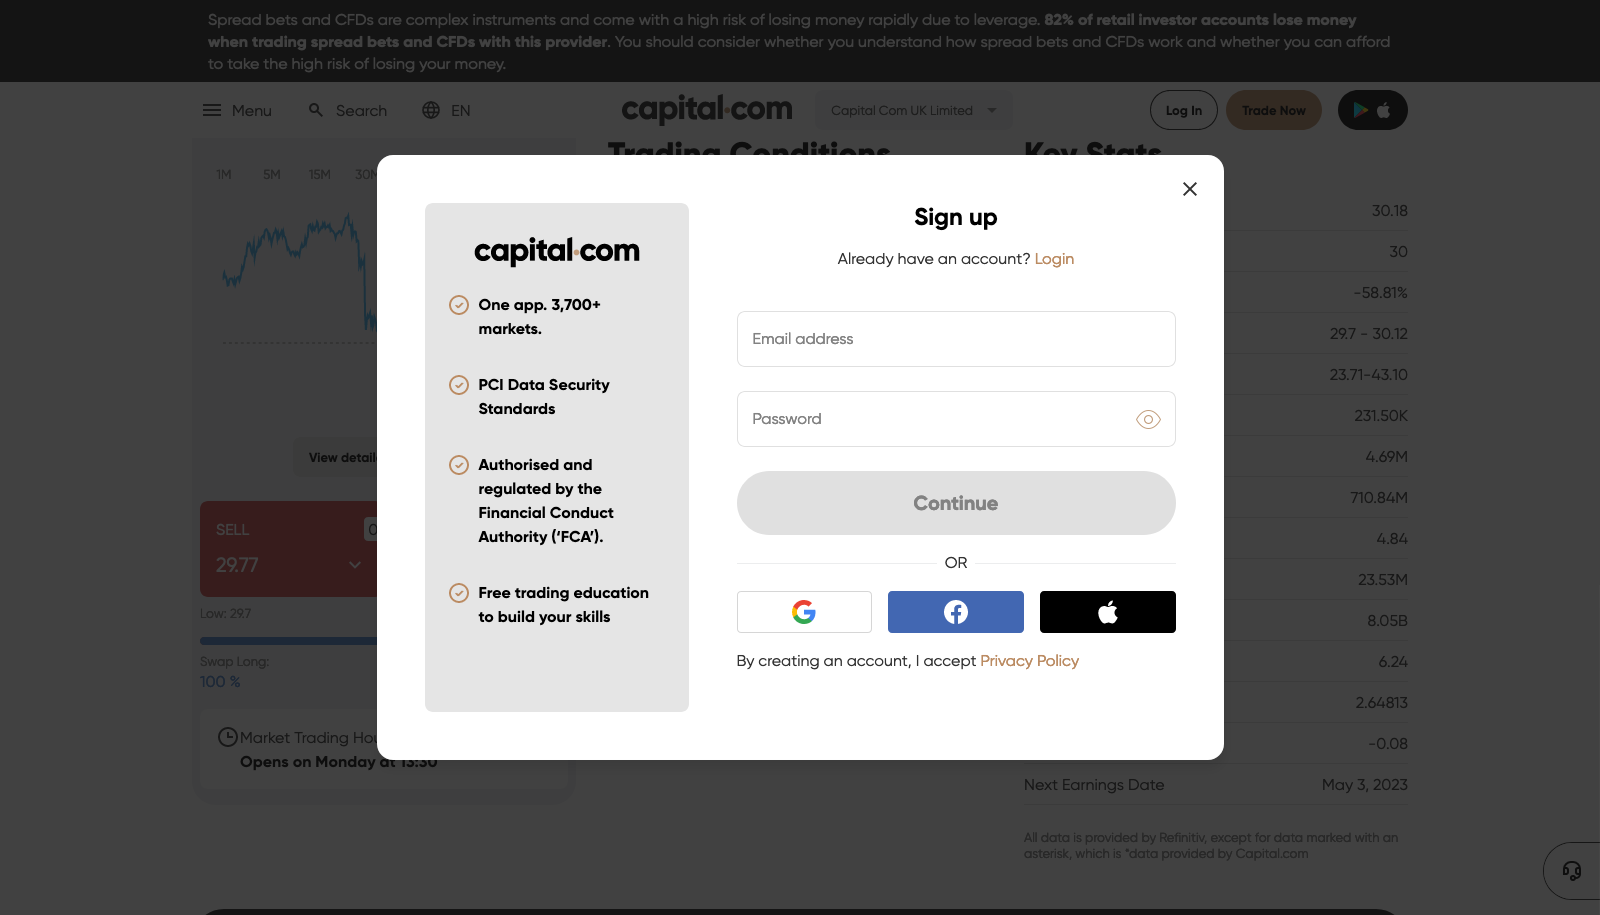 Spread bets and CFDs are complex instruments and come with a high risk of losing money rapidly due to leverage. 82% of retail investor accounts lose money
when trading spread bets and CFDs with this provider. You should consider whether you understand how spread bets and CFDs work and whether you can afford
to take the high risk of losing your money.
Menu
Search
EN
capital.com
Capital Com UK Limited
Log In
Trade Now
Trading Conditions
Key Stats
1M
5M
15M
View
SELL
29.77
Low: 29.7
Swap Long:
100 %
Market Trading
Opens on Monday at 13:30
capital.com
One app. 3,700+
markets.
PCI Data Security
Standards
Authorised and
regulated by the
Financial Conduct
Authority (‘FCA’).
Free trading education
to build your skills
Sign up
Already have an account? Login
Email address
Password
Continue
OR
By creating an account, I accept Privacy Policy
30.18
30
-58.81%
29.7 - 30.12
23.71-43.10
231.50K
4.69M
710.84M
4.84
23.53M
8.05B
6.24
2.64813
-0.08
Next Earnings Date
May 3, 2023
All data is provided by Refinitiv, except for data marked with an
asterisk, which is *data provided by Capital.com